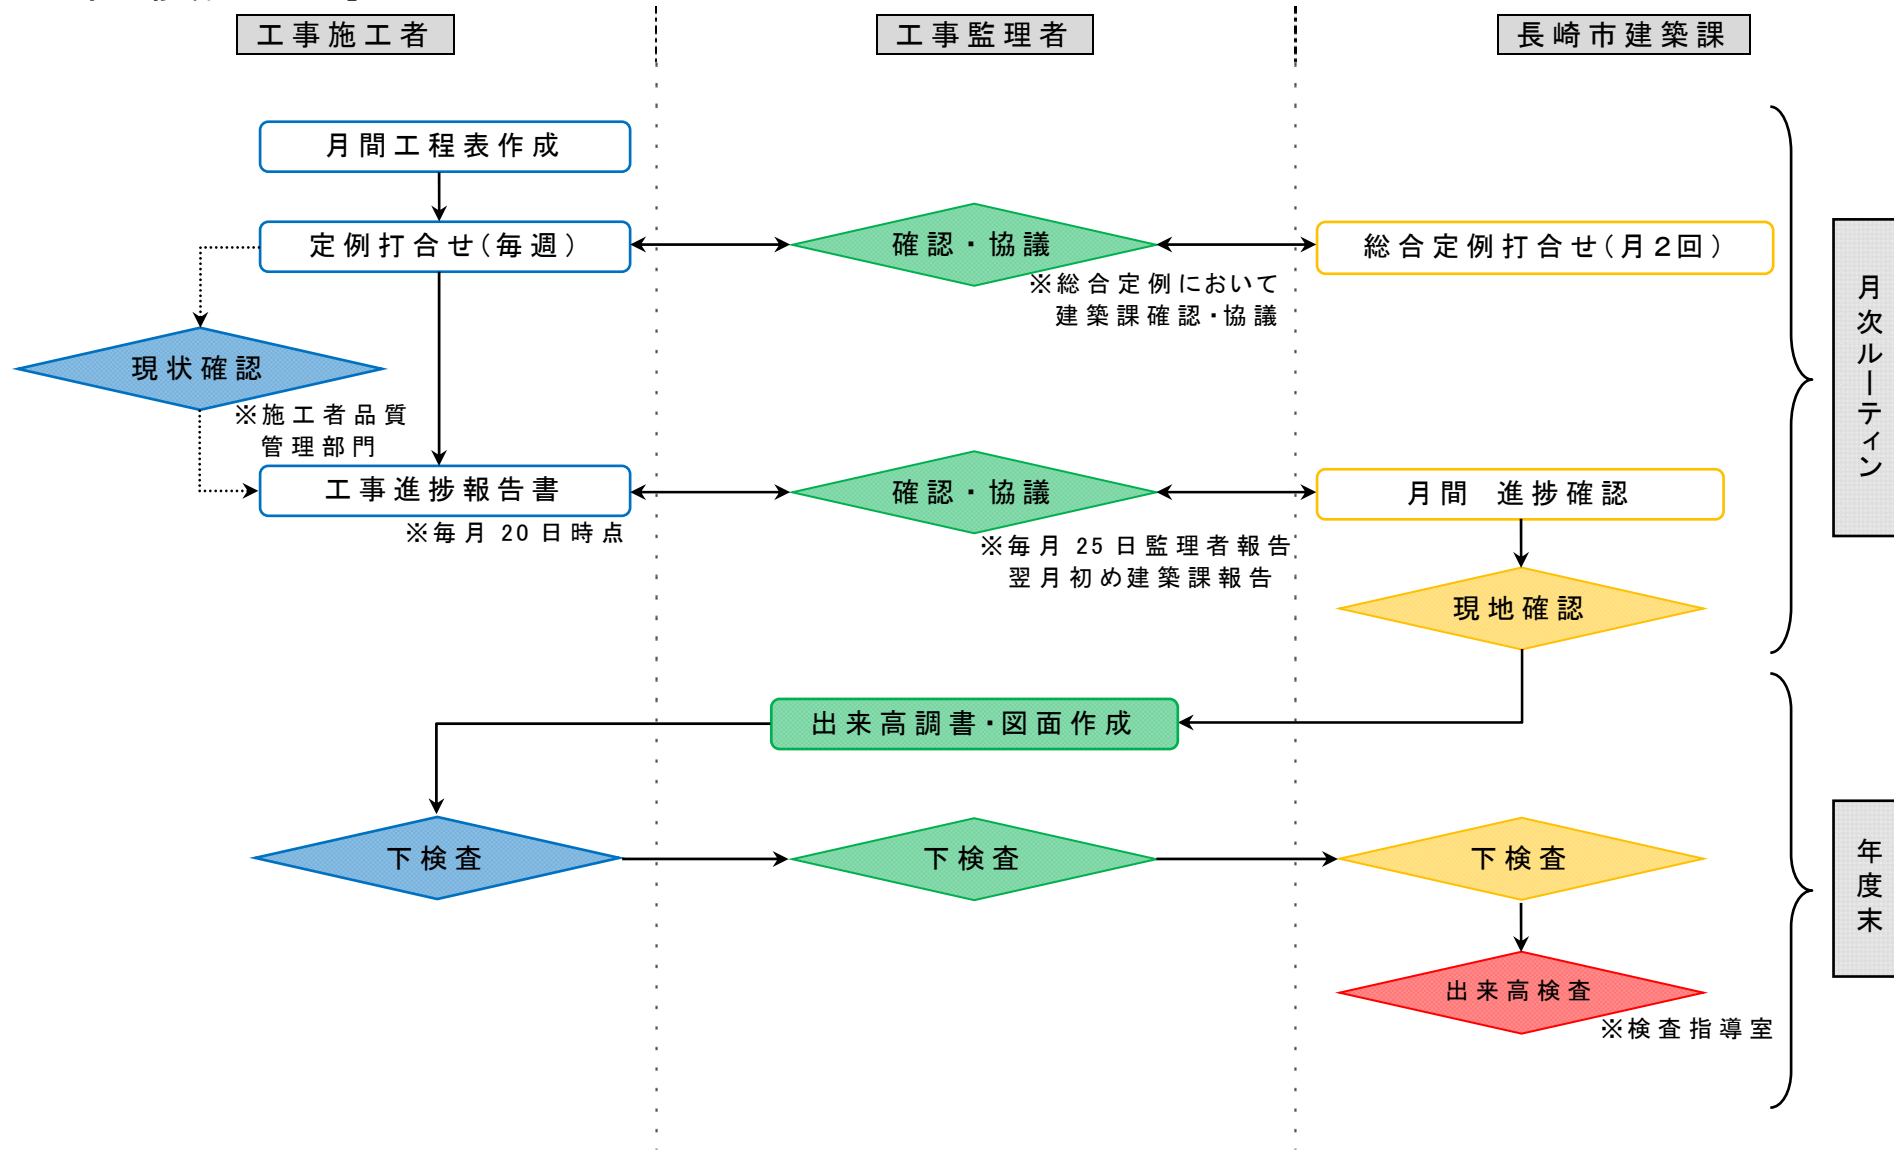 工事施工者
工事監理者
長崎市建築課
月間工程表作成
定例打合せ(毎週)
確認・協議
総合定例打合せ(月2回)
※総合定例において
建築課確認・協議
現状確認
※施工者品質
管理部門
工事進捗報告書
※毎月 20 日時点
確認・協議
※毎月 25 日監理者報告
翌月初め建築課報告
月間 進捗確認
現地確認
月次ルーティン
出来高調書・図面作成
下検査
下検査
下検査
出来高検査
※検査指導室
年度末